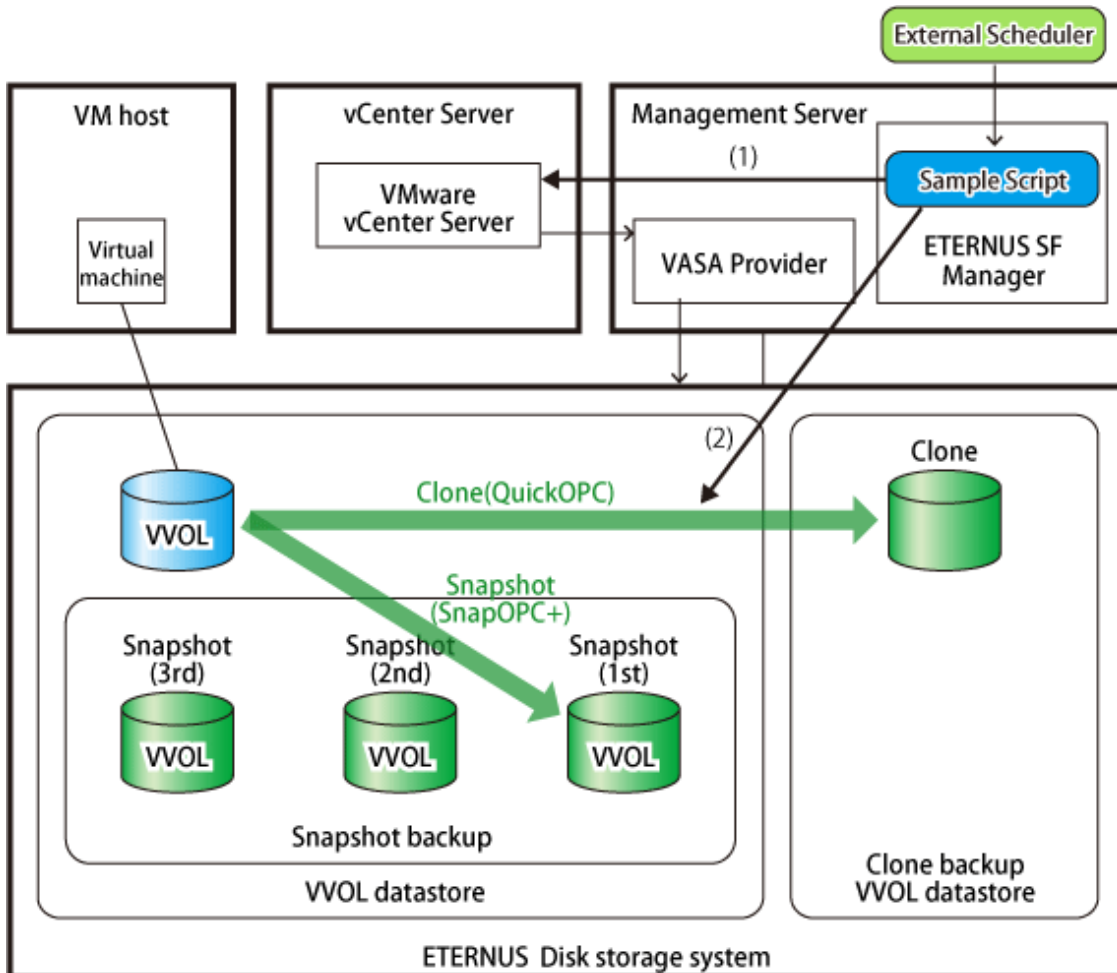 External Scheduler
VM host
vCenter Server
Management Server
(1)
Sample Script
VMware
vCenter Server
Virtual
machine
VASA Provider
ETERNUS SF
Manager
(2)
Clone
Clone(QuickOPC)
VVOL
Snapshot
(SnapOPC+)
Snapshot
(3rd)
Snapshot
(2nd)
Snapshot
(1st)
VVOL
VVOL
VVOL
Snapshot backup
VVOL datastore
Clone backup
VVOL datastore
ETERNUS Disk storage system